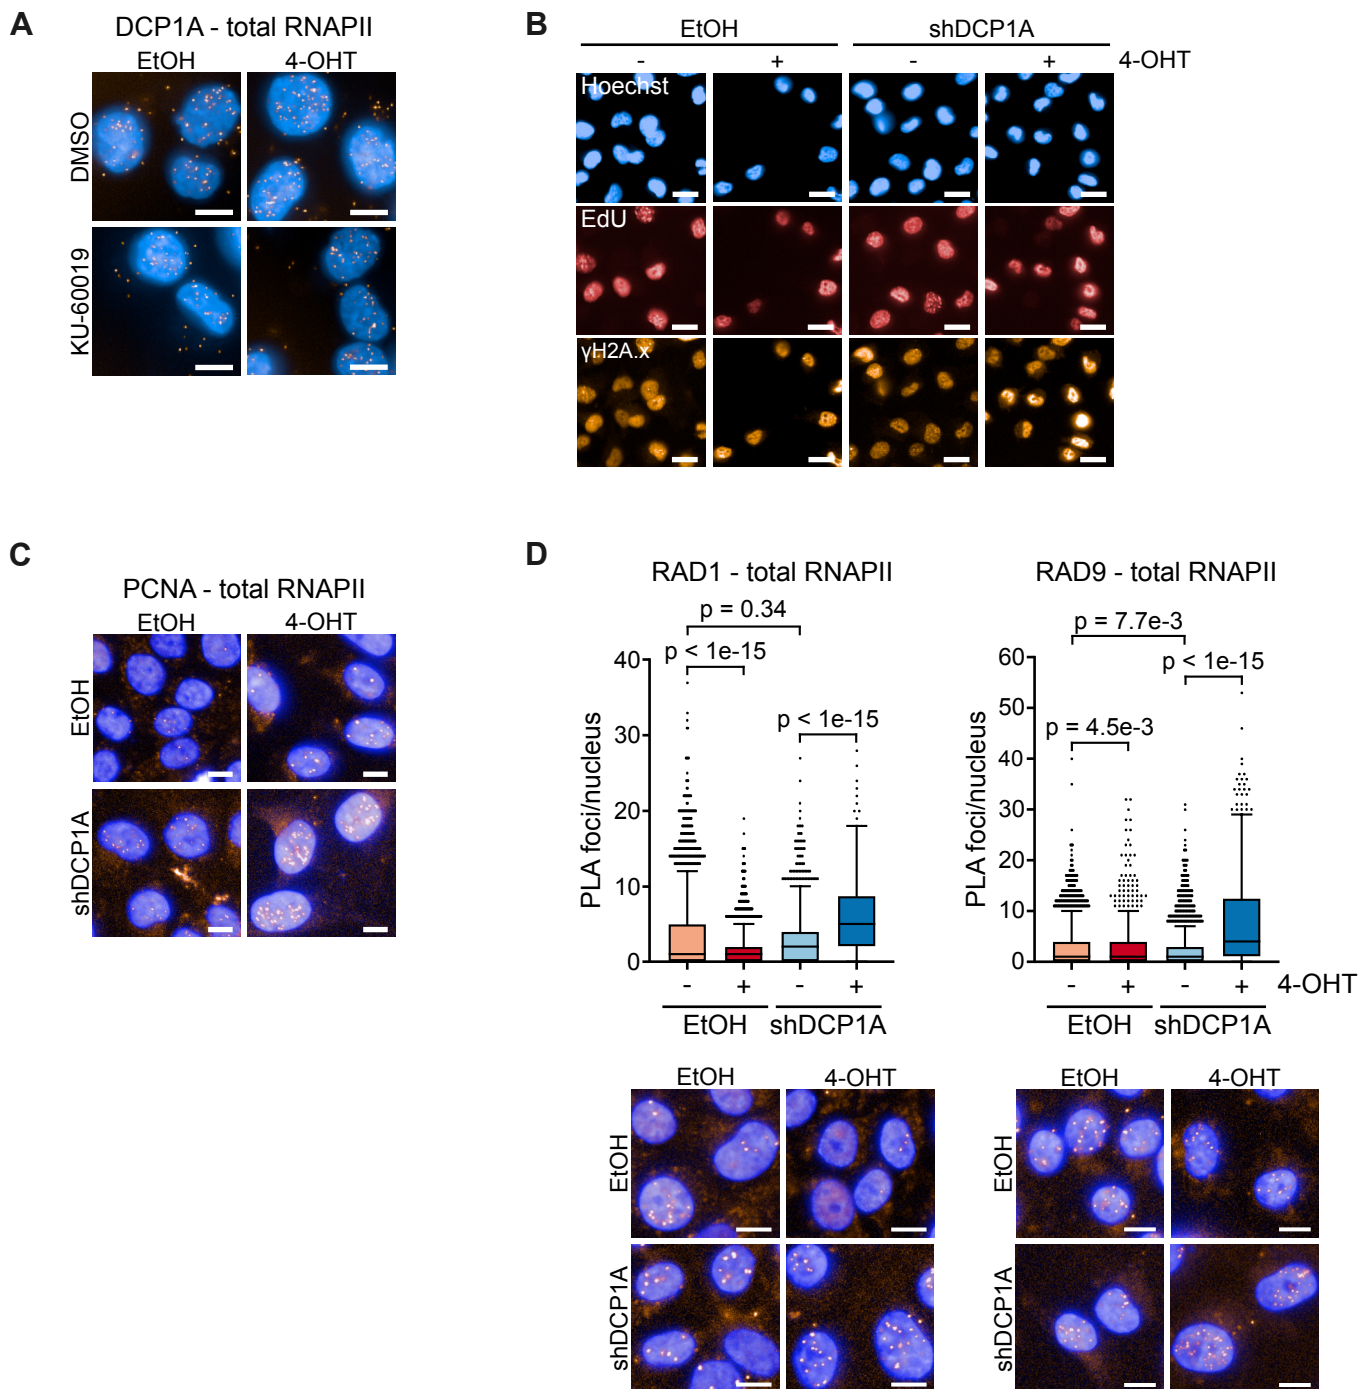 A
DCP1A - total RNAPII
EtOH 4-OHT
DMSO
KU-60019
B
EtOH shDCP1A
- + - + 4-OHT
Hoechst
EdU
γH2A.x
C
PCNA - total RNAPII
EtOH 4-OHT
EtOH
shDCP1A
D
RAD1 - total RNAPII
p = 0.34
p < 1e-15
p < 1e-15
PLA foci/nucleus
40
30
20
10
0
- + - +
EtOH shDCP1A
RAD9 - total RNAPII
p = 7.7e-3
p < 1e-15
p = 4.5e-3
PLA foci/nucleus
60
50
40
30
20
10
0
- + - + 4-OHT
EtOH shDCP1A
EtOH 4-OHT
EtOH
shDCP1A
EtOH 4-OHT
EtOH
shDCP1A